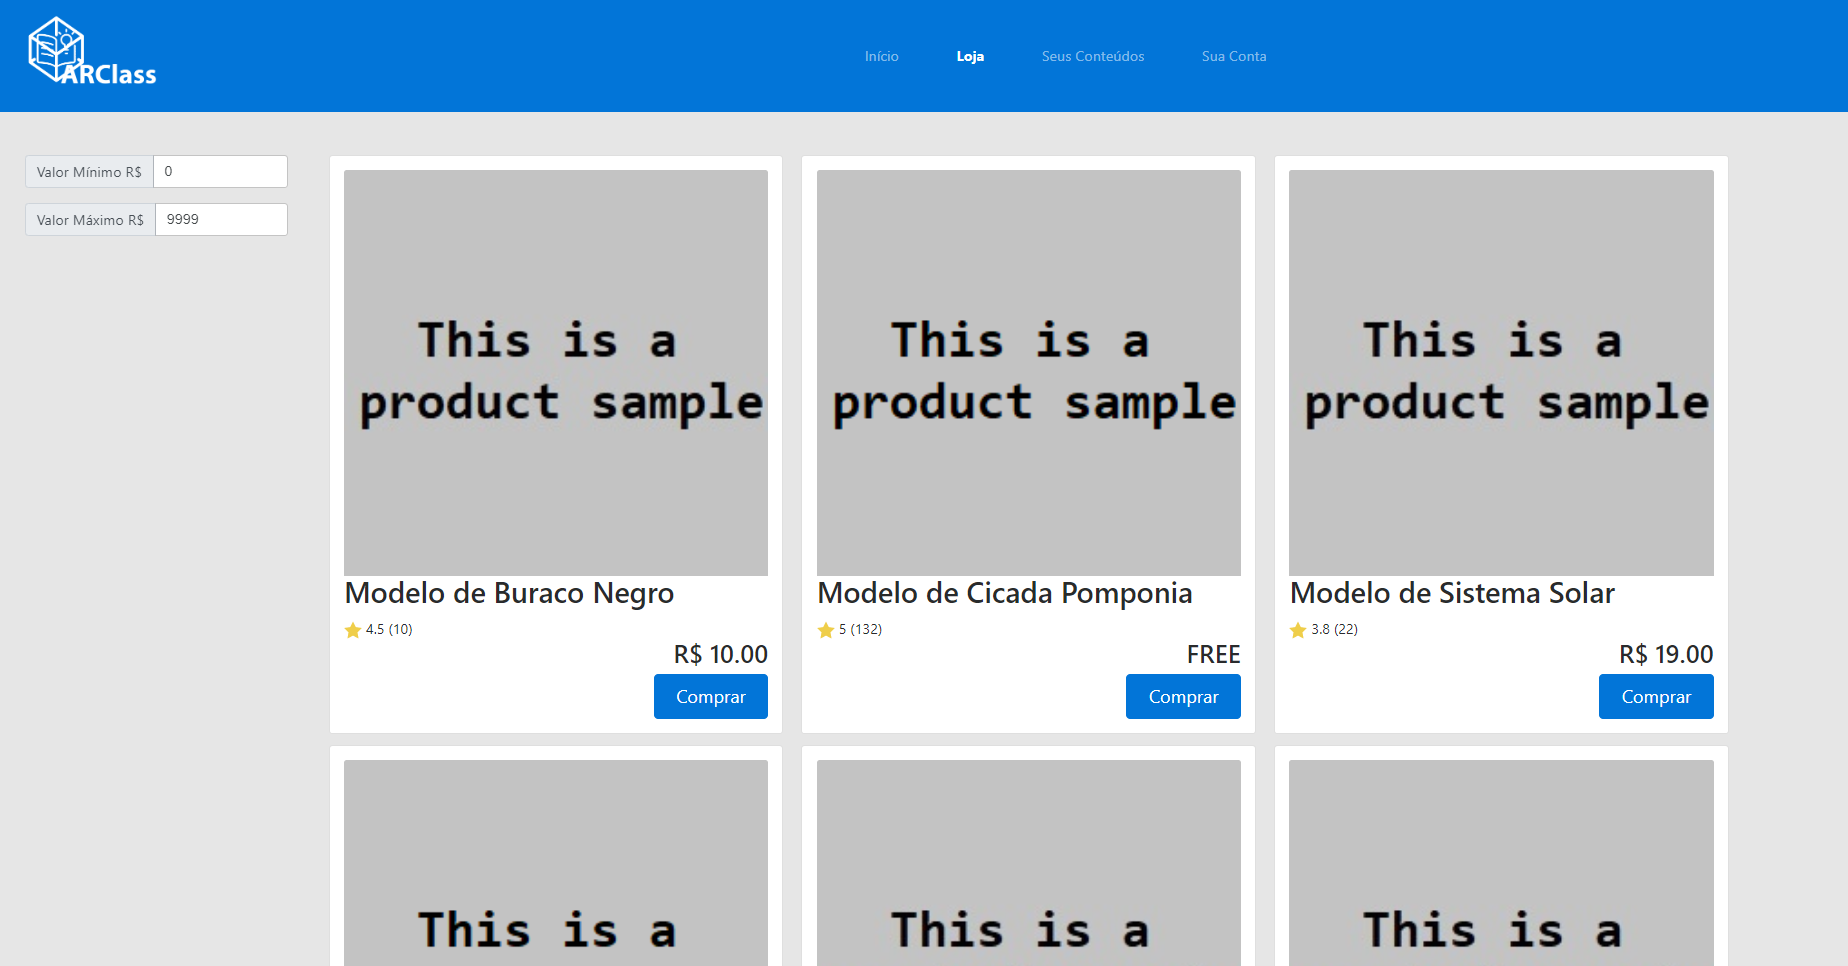 ARClass
Início Loja Seus Conteúdos Sua Conta
Valor Mínimo R$ 0
Valor Máximo R$ 9999
This is a
product sample
Modelo de Buraco Negro
4.5 (10)
R$ 10.00
Comprar
This is a
product sample
Modelo de Cicada Pomponia
5 (132)
FREE
Comprar
This is a
product sample
Modelo de Sistema Solar
3.8 (22)
R$ 19.00
Comprar
This is a
This is a
This is a